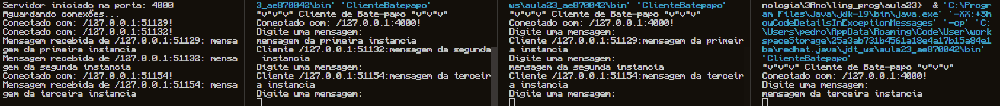 Servidor iniciado na porta: 4000
Aguardando conexões...
Conectado com: /127.0.0.1:51129!
Conectado com: /127.0.0.1:51132!
Mensagem recebida de /127.0.0.1:51129: mensa
gem da primeira instancia
Mensagem recebida de /127.0.0.1:51132: mensa
gem da segunda instancia
Conectado com: /127.0.0.1:51154!
Mensagem recebida de /127.0.0.1:51154: mensa
gem da terceira instancia
3_ae870042\bin' 'ClienteBatepapo'
*v*v*v* Cliente de Bate-papo *v*v*v*
Conectado com: /127.0.0.1:4000!
Digite uma mensagem:
mensagem da primeira instancia
Cliente /127.0.0.1:51132:mensagem da segunda
 instancia
Digite uma mensagem:
Cliente /127.0.0.1:51154:mensagem da terceir
a instancia
Digite uma mensagem:
ws\aula23_ae870042\bin' 'ClienteBatepapo'
*v*v*v* Cliente de Bate-papo *v*v*v*
Conectado com: /127.0.0.1:4000!
Digite uma mensagem:
Cliente /127.0.0.1:51129:mensagem da primeir
a instancia
Digite uma mensagem:
mensagem da segunda instancia
Cliente /127.0.0.1:51154:mensagem da terceir
a instancia
Digite uma mensagem:
nologia\3Ano\ling_prog\aula23>  & 'C:\Progr
am Files\Java\jdk-19\bin\java.exe' '-XX:+Sh
owCodeDetailsInExceptionMessages' '-cp' 'C:
\Users\pedro\AppData\Roaming\Code\User\work
spaceStorage\25a3ab731b4561a18e4a17b15a84e1
ba\redhat.java\jdt_ws\aula23_ae870042\bin'
'ClienteBatepapo'
*v*v*v* Cliente de Bate-papo *v*v*v*
Conectado com: /127.0.0.1:4000!
Digite uma mensagem:
mensagem da terceira instancia